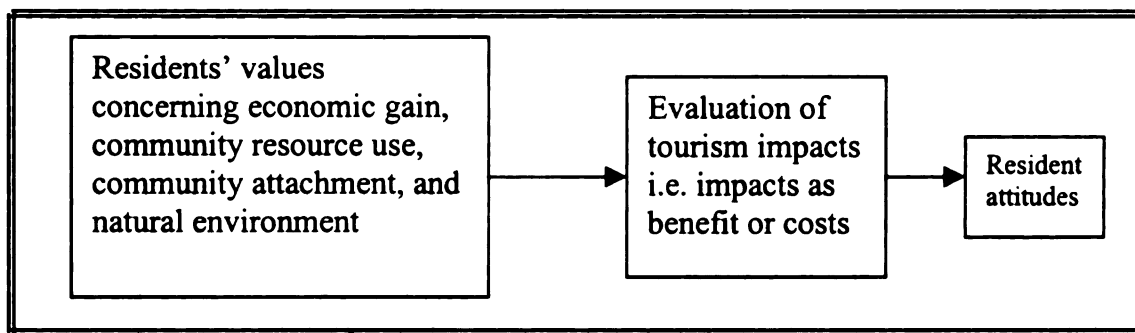 Residents’ values
concerning economic gain,
community resource use,
community attachment, and
natural environment
Evaluation of
tourism impacts
i.e. impacts as
benefit or costs
Resident
attitudes